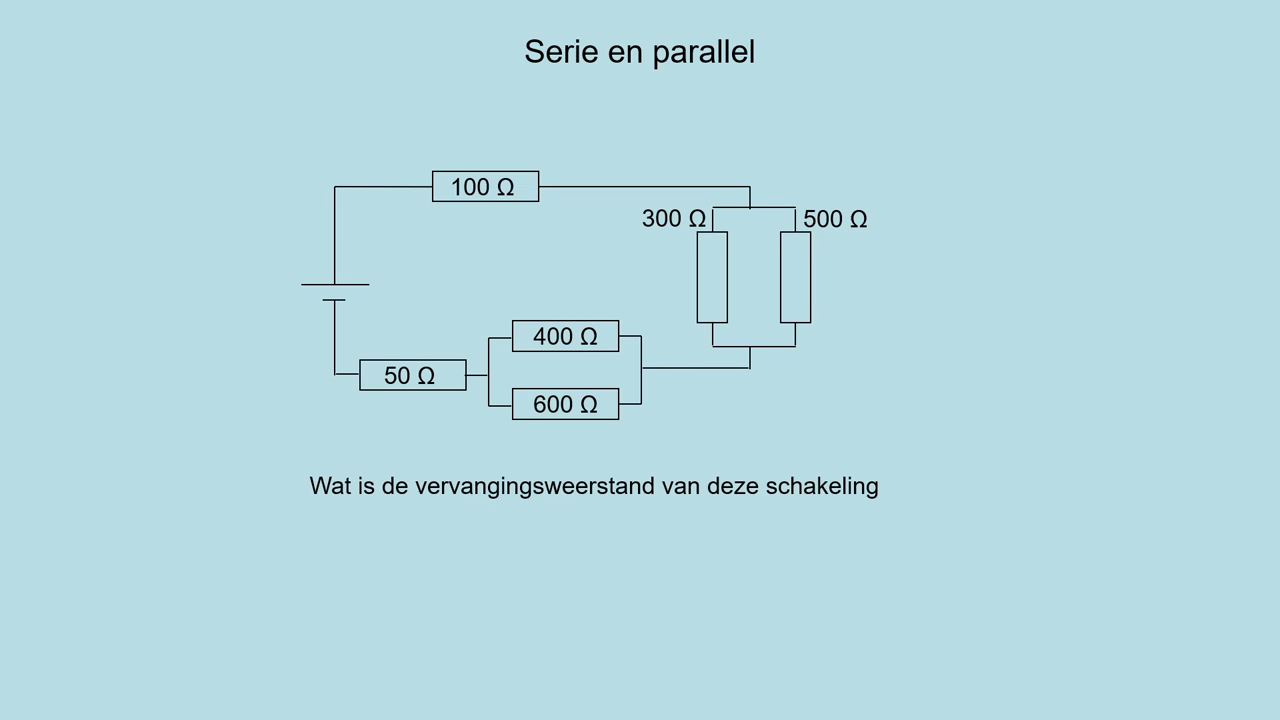 Serie en parallel
100 Ω
300 Ω
500 Ω
400 Ω
50 Ω
600 Ω
Wat is de vervangingsweerstand van deze schakeling